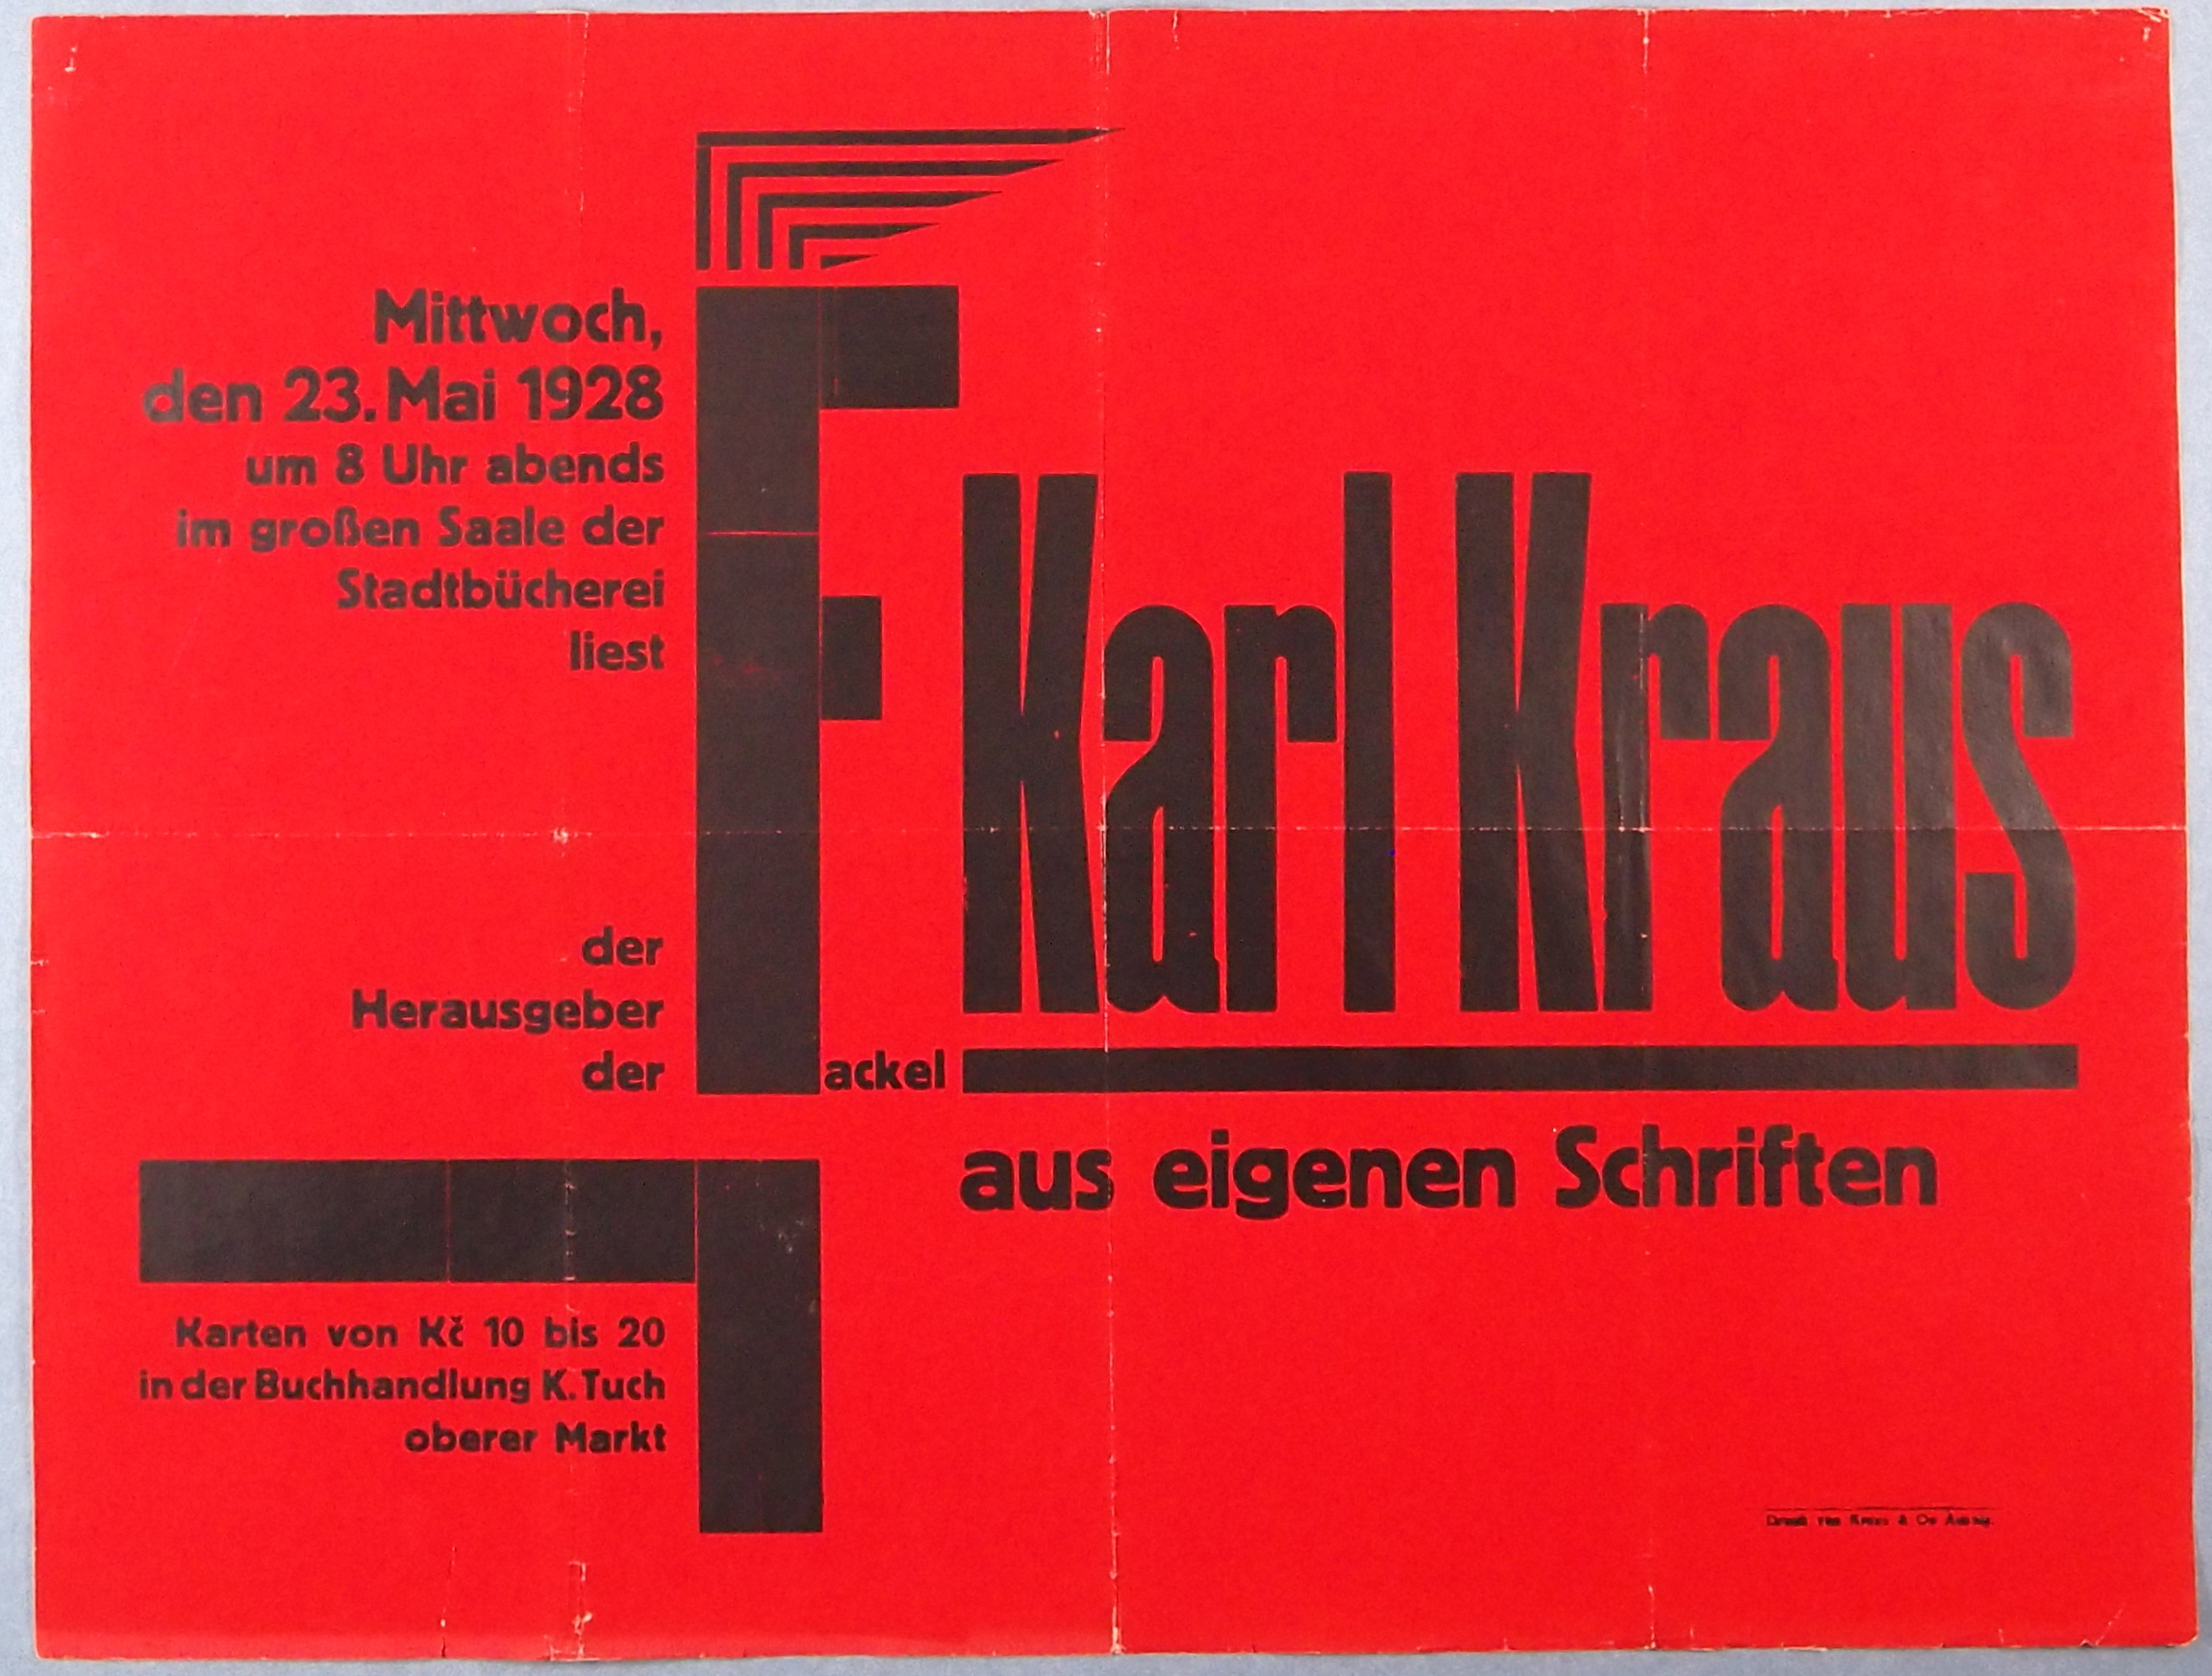 Mittwoch,
den 23. Mai 1928
um 8 Uhr abends
im großen Saale der
Stadtbücherei
liest
Karl Kraus
der
Herausgeber
der Fackel
aus eigenen Schriften
Karten von Kč 10 bis 20
in der Buchhandlung K. Tuch
oberer Markt